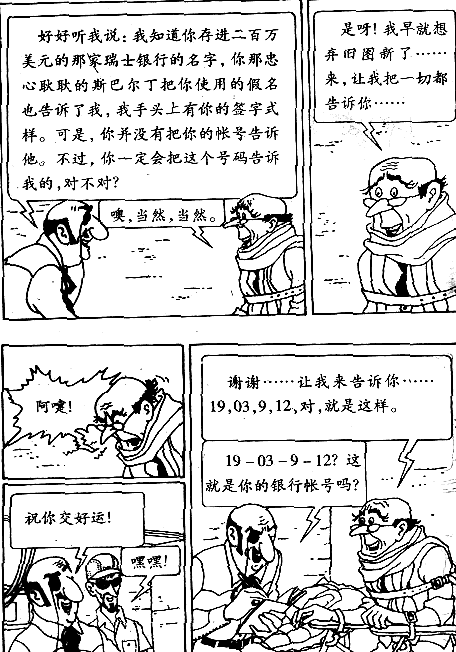 好好听我说：我知道你存进二百万
美元的那家瑞士银行的名字，你那忠
心耿耿的斯巴尔丁把你使用的假名
也告诉了我，我手头上有你的签字式
样。可是，你并没有把你的帐号告诉
他。不过，你一定会把这个号码告诉
我的，对不对？
噢，当然，当然。
是呀！我早就想
弃旧图新了……
来，让我把一切都
告诉你……
阿嚏！
祝你交好运！
嘿嘿！
谢谢……让我来告诉你……
19,03,9,12,对，就是这样。
19－03－9－12？这
就是你的银行帐号吗？